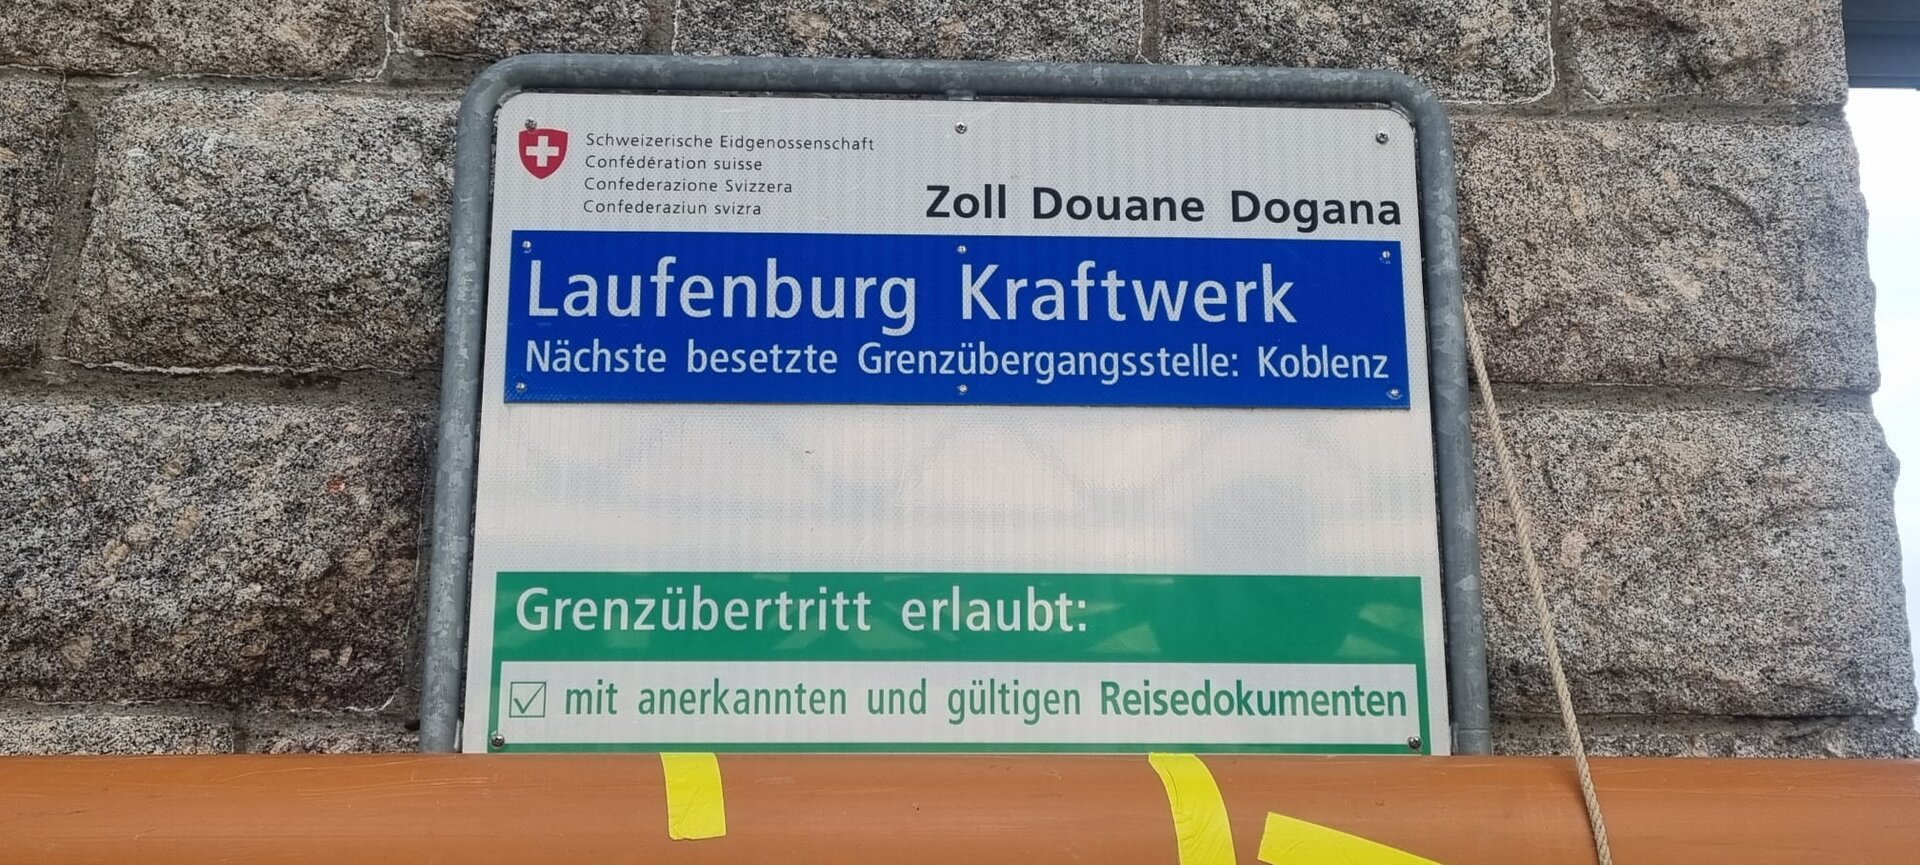 Schweizerische Eidgenossenschaft
Confédération suisse
Confederazione Svizzera
Confederaziun svizra
Zoll Douane Dogana
Laufenburg Kraftwerk
Nächste besetzte Grenzübergangsstelle: Koblenz
Grenzübertritt erlaubt:
mit anerkannten und gültigen Reisedokumenten